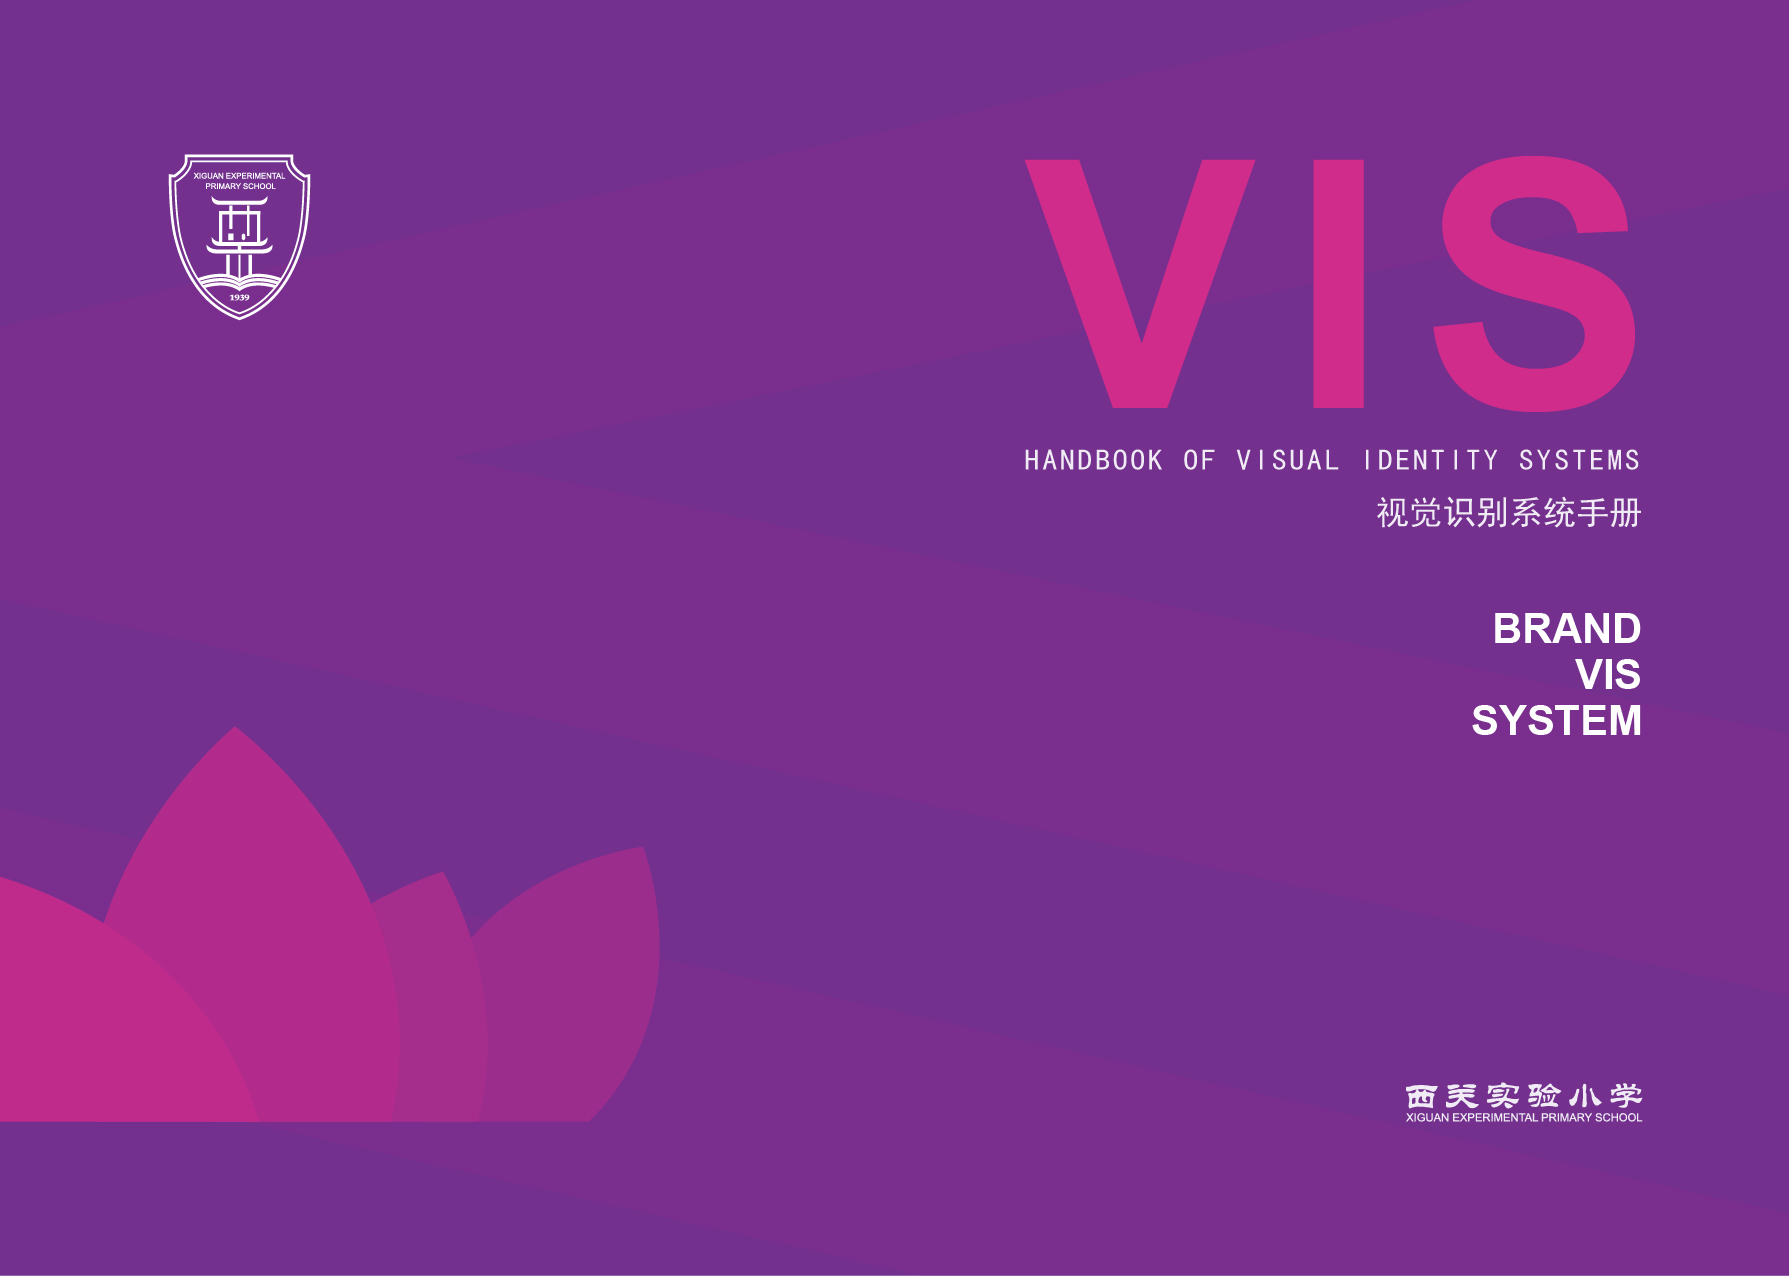 XIGUAN EXPERIMENTAL
PRIMARY SCHOOL
1939
VIS
HANDBOOK OF VISUAL IDENTITY SYSTEMS
视觉识别系统手册
BRAND
VIS
SYSTEM
西关实验小学
XIGUAN EXPERIMENTAL PRIMARY SCHOOL